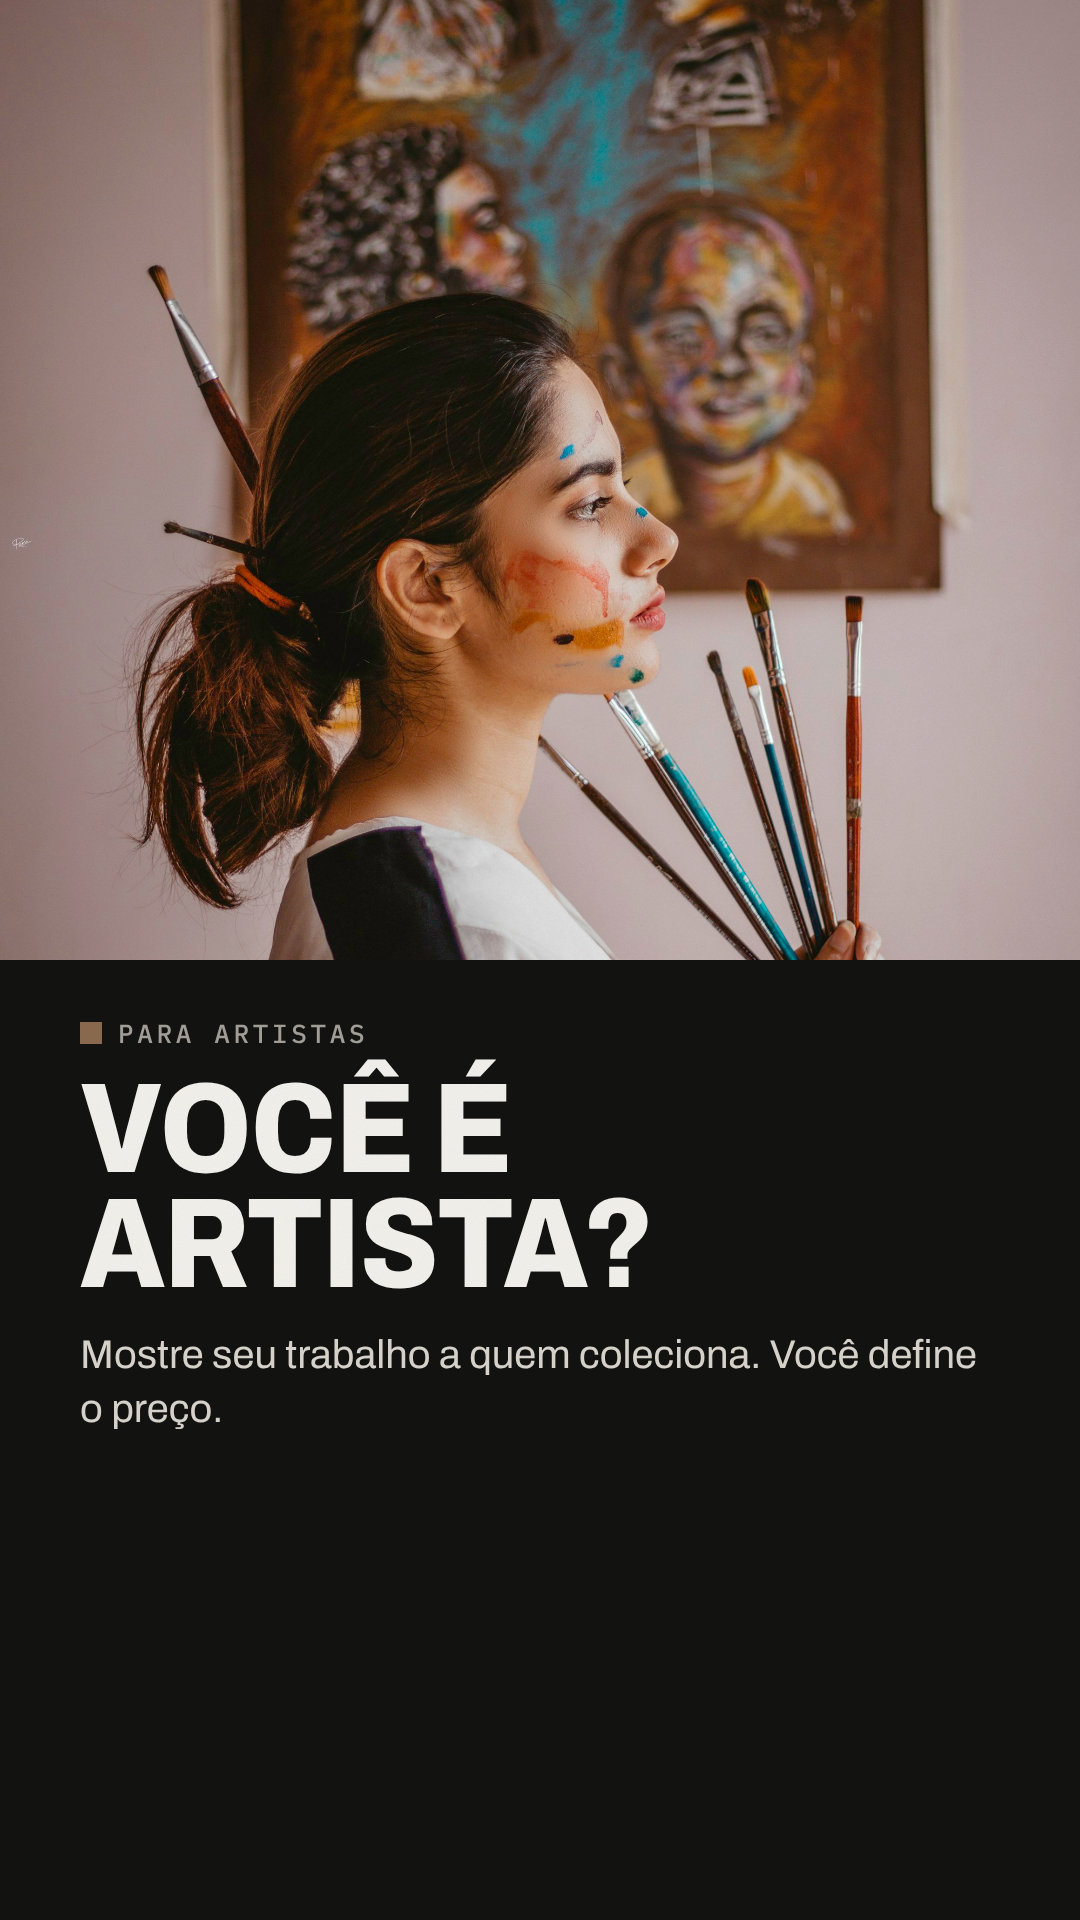 PARA ARTISTAS
VOCÊ É
ARTISTA?
Mostre seu trabalho a quem coleciona. Você define
o preço.